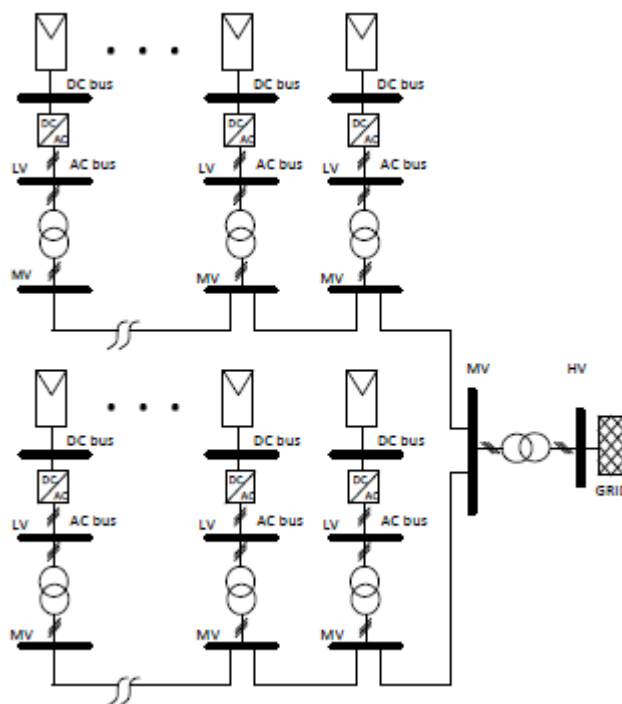 DC bus DC bus DC bus
DC DC DC
AC AC AC
LV AC bus LV AC bus LV AC bus
MV MV MV
MV HV
DC bus DC bus DC bus
DC DC DC
AC AC AC
GRID
LV AC bus LV AC bus LV AC bus
MV MV MV